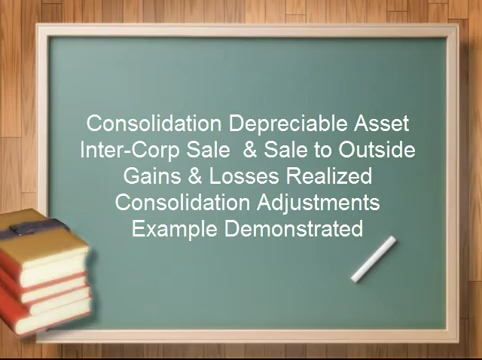 Consolidation Depreciable Asset
Inter-Corp Sale & Sale to Outside
Gains & Losses Realized
Consolidation Adjustments
Example Demonstrated